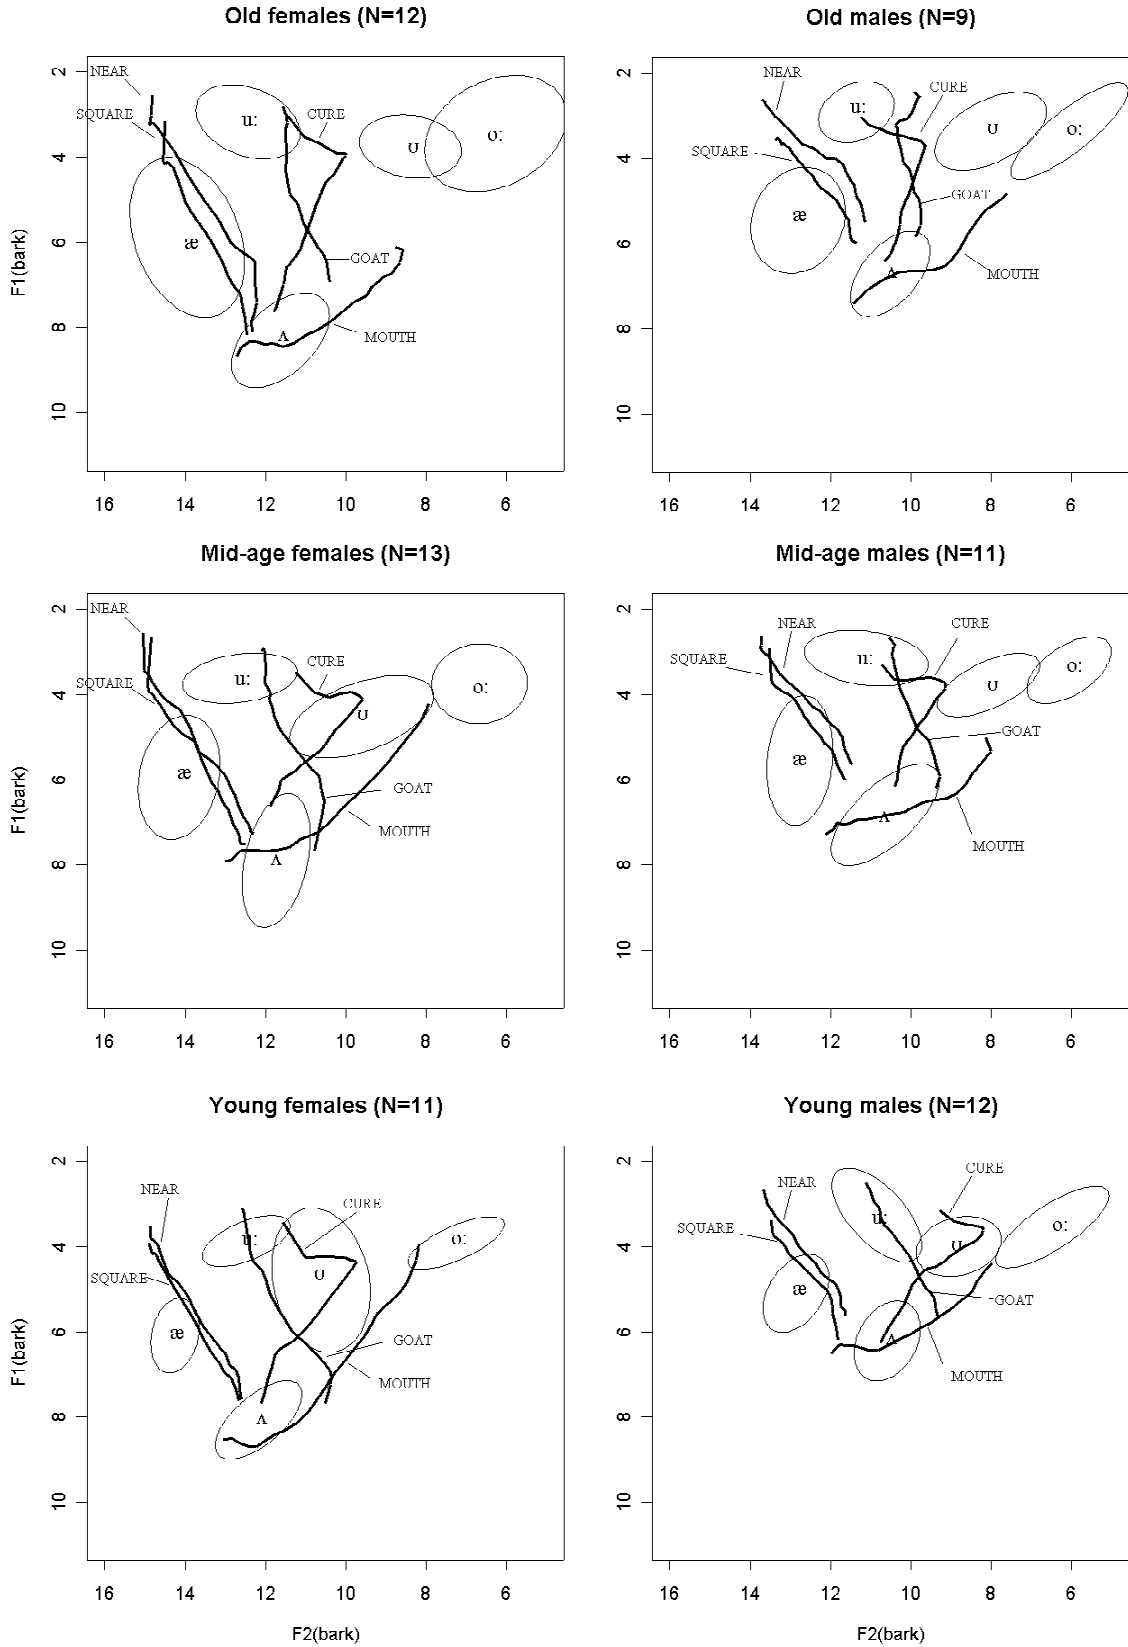 Old females (N=12)
Old males (N=9)
2
4
6
8
10
F1(bark)
NEAR
SQUARE
u:
CURE
ʊ
o:
æ
GOAT
ʌ
MOUTH
16 14 12 10 8 6
2
4
6
8
10
NEAR
SQUARE
u:
CURE
ʊ
o:
æ
GOAT
ʌ
MOUTH
16 14 12 10 8 6
Mid-age females (N=13)
Mid-age males (N=11)
2
4
6
8
10
F1(bark)
NEAR
SQUARE
u:
CURE
ʊ
o:
æ
GOAT
MOUTH
ʌ
16 14 12 10 8 6
2
4
6
8
10
NEAR
SQUARE
u:
CURE
ʊ
o:
æ
GOAT
ʌ
MOUTH
16 14 12 10 8 6
Young females (N=11)
Young males (N=12)
2
4
6
8
10
F1(bark)
NEAR
SQUARE
u:
CURE
ʊ
o:
æ
GOAT
MOUTH
ʌ
16 14 12 10 8 6
F2(bark)
2
4
6
8
10
NEAR
SQUARE
u:
CURE
ʊ
o:
æ
GOAT
ʌ
MOUTH
16 14 12 10 8 6
F2(bark)